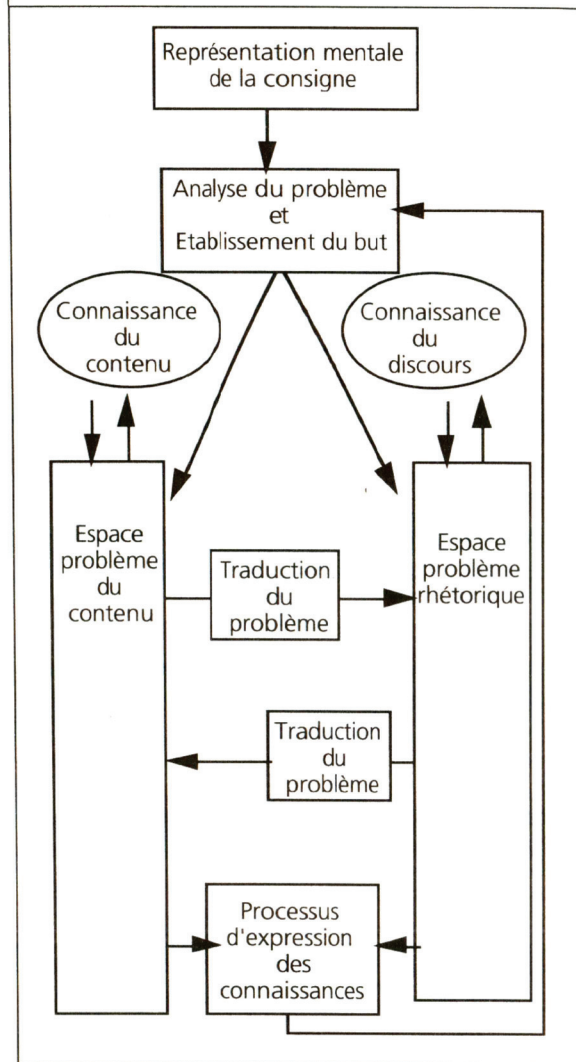 Représentation mentale
de la consigne
Analyse du problème
et
Etablissement du but
Connaissance
du
contenu
Connaissance
du
discours
Espace
problème
du
contenu
Traduction
du
problème
Espace
problème
rhétorique
Traduction
du
problème
Processus
d'expression
des
connaissances